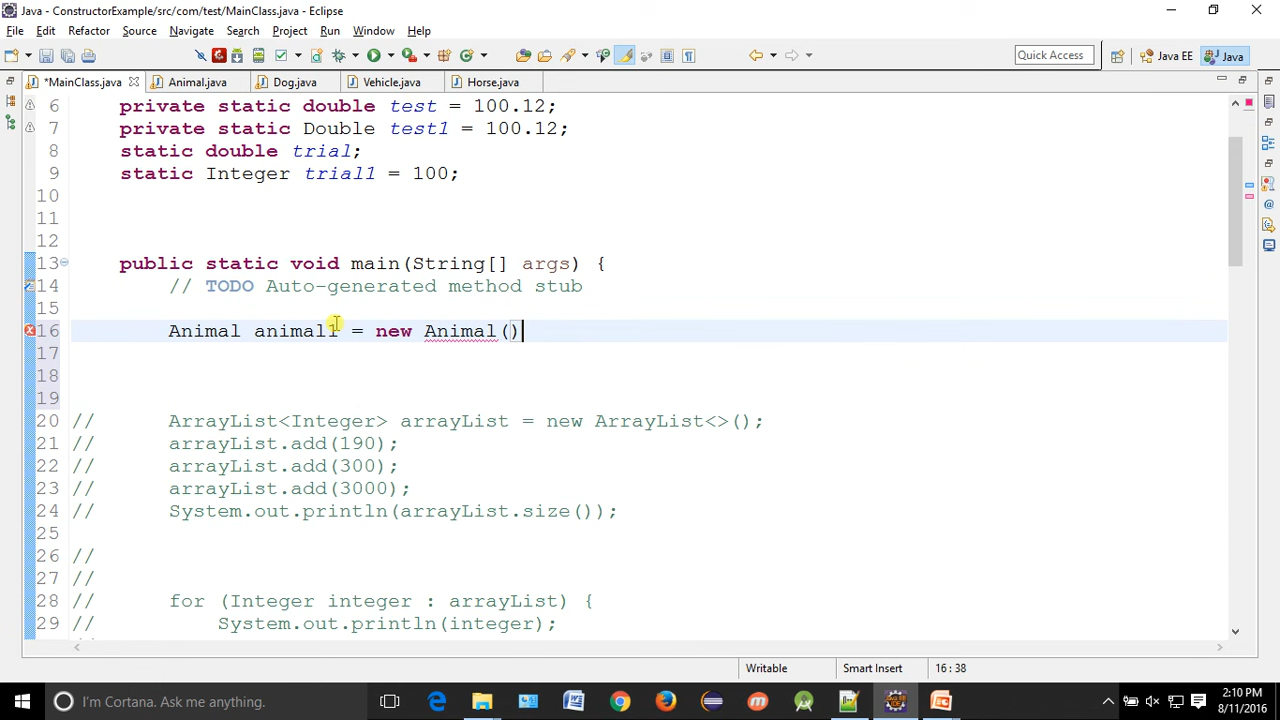 Java - ConstructorExample/src/com/test/MainClass.java - Eclipse
File Edit Refactor Source Navigate Search Project Run Window Help
Quick Access Java EE Java
*MainClass.java Animal.java Dog.java Vehicle.java Horse.java
6 private static double test = 100.12;
7 private static Double test1 = 100.12;
8 static double trial;
9 static Integer trial1 = 100;
10
11
12
13 public static void main(String[] args) {
14 // TODO Auto-generated method stub
15
16 Animal animal1 = new Animal()
17
18
19
20 // ArrayList<Integer> arrayList = new ArrayList<>();
21 // arrayList.add(190);
22 // arrayList.add(300);
23 // arrayList.add(3000);
24 // System.out.println(arrayList.size());
25
26 //
27 //
28 // for (Integer integer : arrayList) {
29 // System.out.println(integer);
Writable Smart Insert 16 : 38
I'm Cortana. Ask me anything.
2:10 PM
8/11/2016